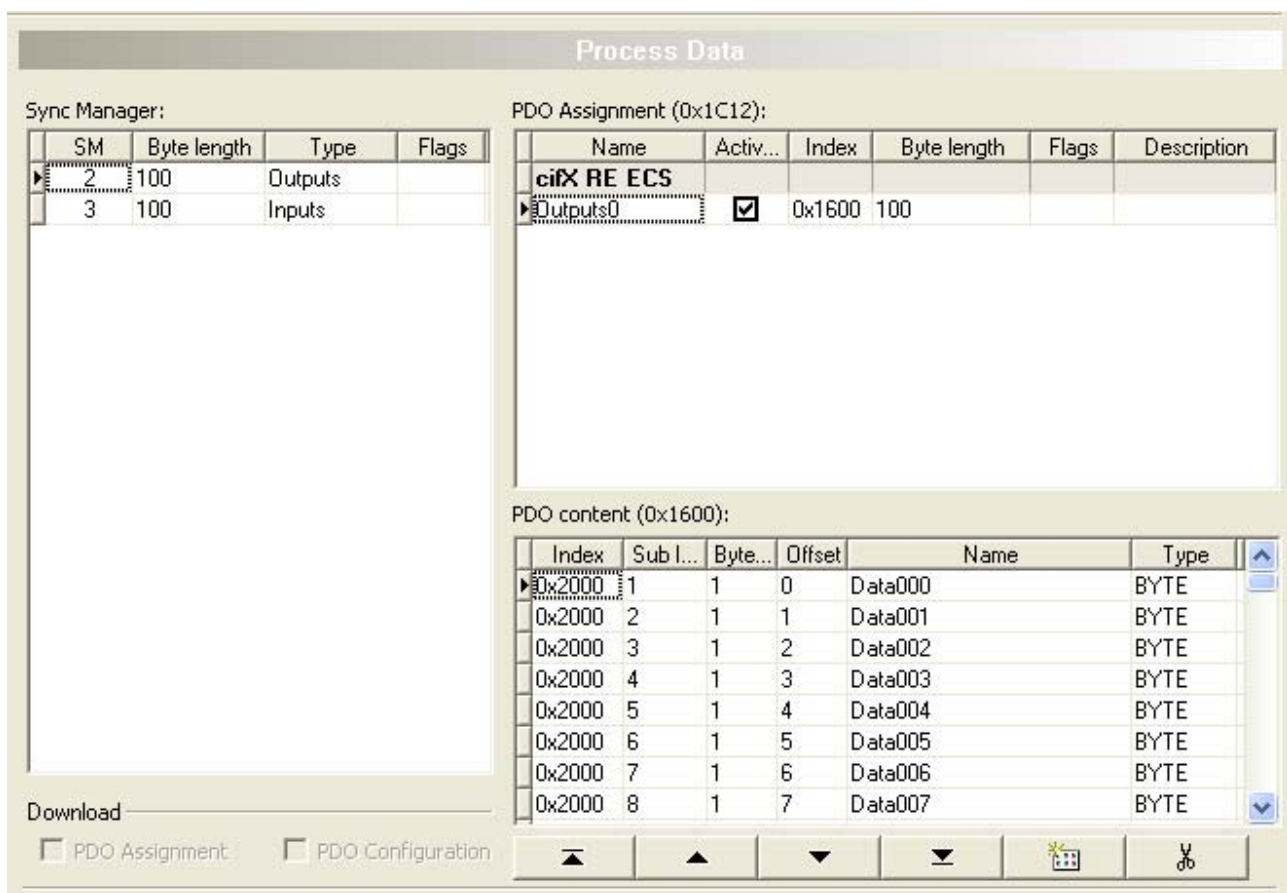 Process Data
Sync Manager:
SM Byte length Type Flags
2 100 Outputs
3 100 Inputs
PDO Assignment (0x1C12):
Name Activ... Index Byte length Flags Description
cifX RE ECS
Outputs0 0x1600 100
PDO content (0x1600):
Index Sub I... Byte... Offset Name Type
0x2000 1 1 0 Data000 BYTE
0x2000 2 1 1 Data001 BYTE
0x2000 3 1 2 Data002 BYTE
0x2000 4 1 3 Data003 BYTE
0x2000 5 1 4 Data004 BYTE
0x2000 6 1 5 Data005 BYTE
0x2000 7 1 6 Data006 BYTE
0x2000 8 1 7 Data007 BYTE
Download
PDO Assignment PDO Configuration